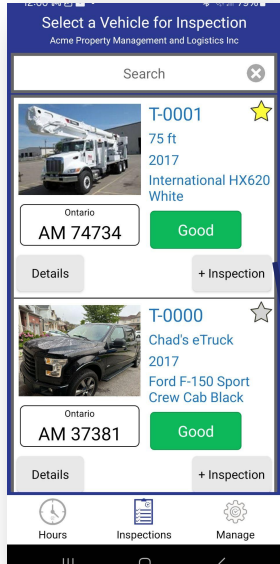 Select a Vehicle for Inspection
Acme Property Management and Logistics Inc
Search
T-0001
75 ft
2017
International HX620
White
Ontario
AM 74734
Good
Details
+ Inspection
T-0000
Chad's eTruck
2017
Ford F-150 Sport
Crew Cab Black
Ontario
AM 37381
Good
Details
+ Inspection
Hours
Inspections
Manage